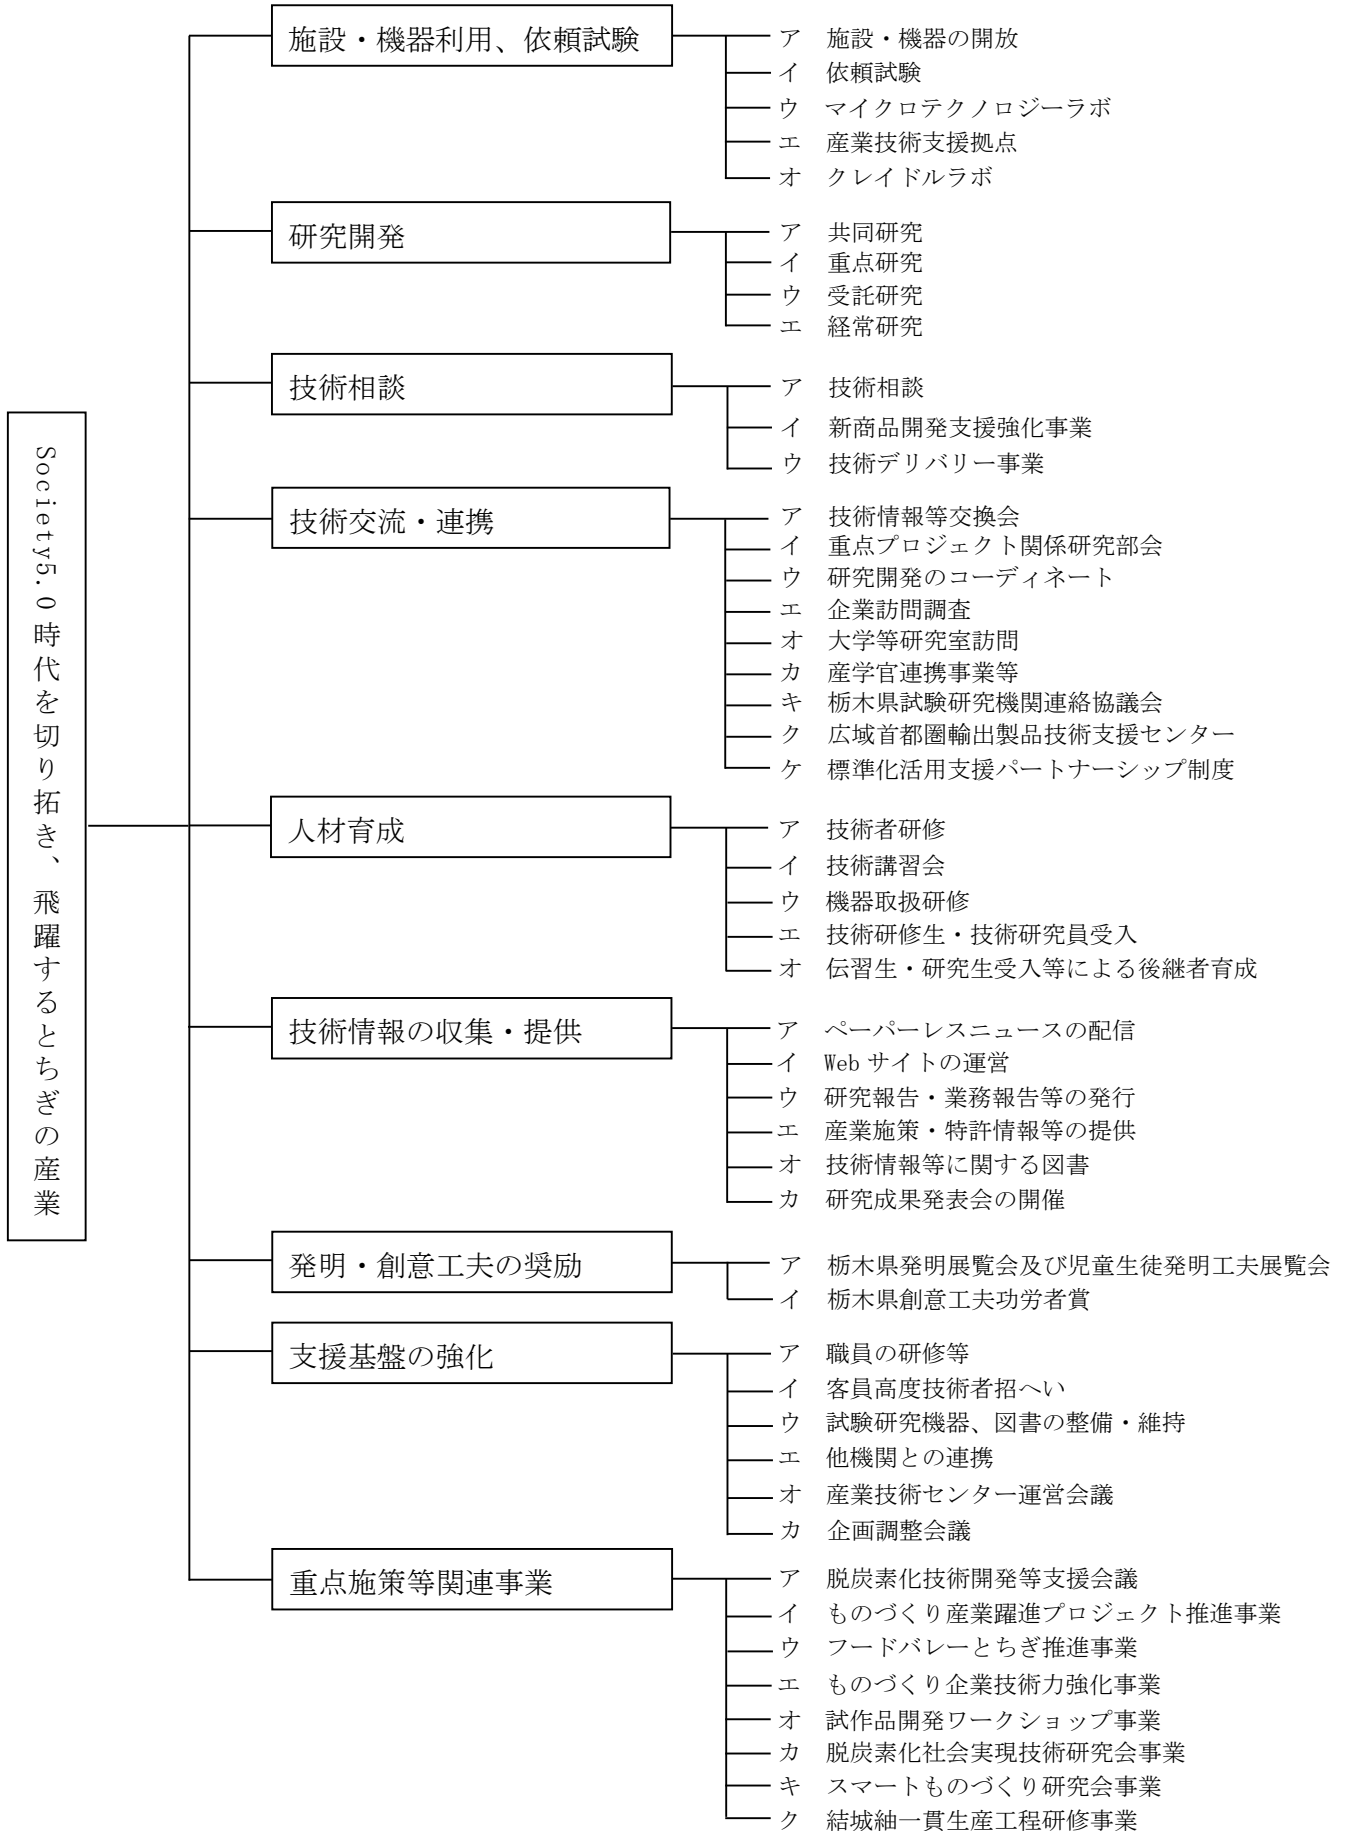 Society5.0時代を切り拓き、飛躍するとちぎの産業
施設・機器利用、依頼試験
ア 施設・機器の開放
イ 依頼試験
ウ マイクロテクノロジーラボ
エ 産業技術支援拠点
オ クレイドルラボ
研究開発
ア 共同研究
イ 重点研究
ウ 受託研究
エ 経常研究
技術相談
ア 技術相談
イ 新商品開発支援強化事業
ウ 技術デリバリー事業
技術交流・連携
ア 技術情報等交換会
イ 重点プロジェクト関係研究部会
ウ 研究開発のコーディネート
エ 企業訪問調査
オ 大学等研究室訪問
カ 産学官連携事業等
キ 栃木県試験研究機関連絡協議会
ク 広域首都圏輸出製品技術支援センター
ケ 標準化活用支援パートナーシップ制度
人材育成
ア 技術者研修
イ 技術講習会
ウ 機器取扱研修
エ 技術研修生・技術研究員受入
オ 伝習生・研究生受入等による後継者育成
技術情報の収集・提供
ア ペーパーレスニュースの配信
イ Web サイトの運営
ウ 研究報告・業務報告等の発行
エ 産業施策・特許情報等の提供
オ 技術情報等に関する図書
カ 研究成果発表会の開催
発明・創意工夫の奨励
ア 栃木県発明展覧会及び児童生徒発明工夫展覧会
イ 栃木県創意工夫功労者賞
支援基盤の強化
ア 職員の研修等
イ 客員高度技術者招へい
ウ 試験研究機器、図書の整備・維持
エ 他機関との連携
オ 産業技術センター運営会議
カ 企画調整会議
重点施策等関連事業
ア 脱炭素化技術開発等支援会議
イ ものづくり産業躍進プロジェクト推進事業
ウ フードバレーとちぎ推進事業
エ ものづくり企業技術力強化事業
オ 試作品開発ワークショップ事業
カ 脱炭素化社会実現技術研究会事業
キ スマートものづくり研究会事業
ク 結城紬一貫生産工程研修事業